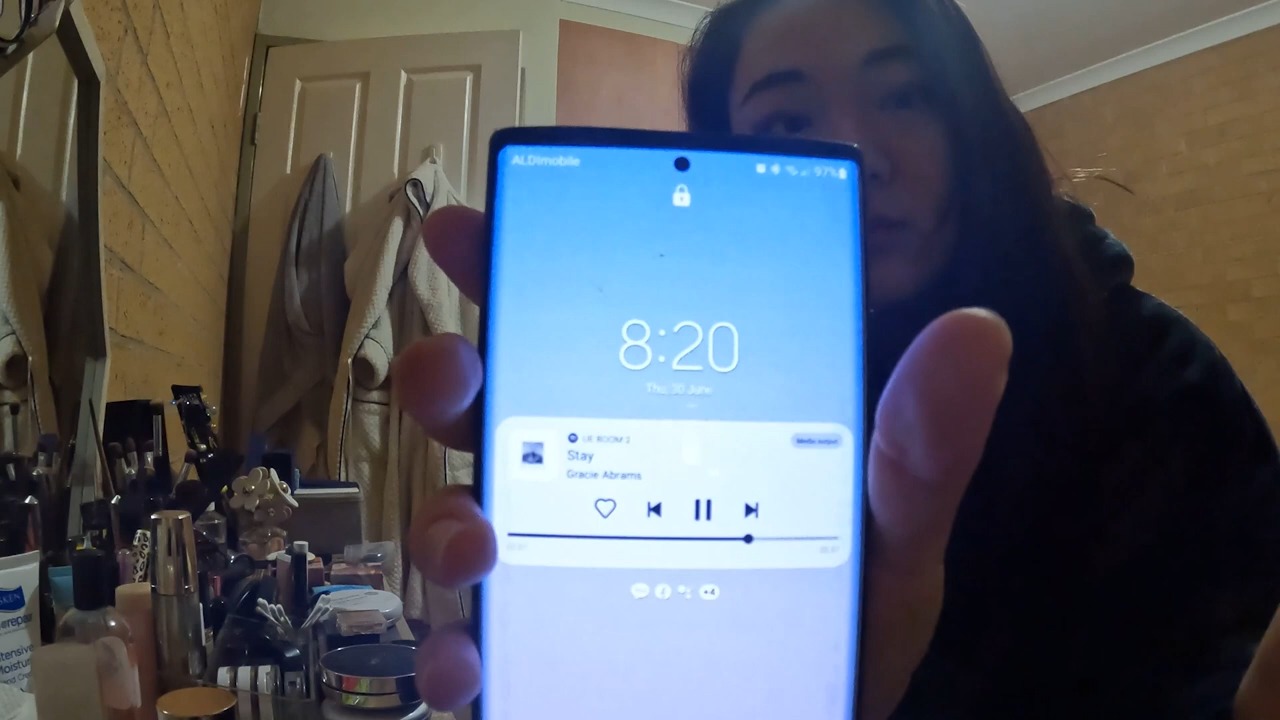 ALDImobile
97%
8:20
Thu, 30 June
UE BOOM 2
Media output
Stay
Gracie Abrams
+4